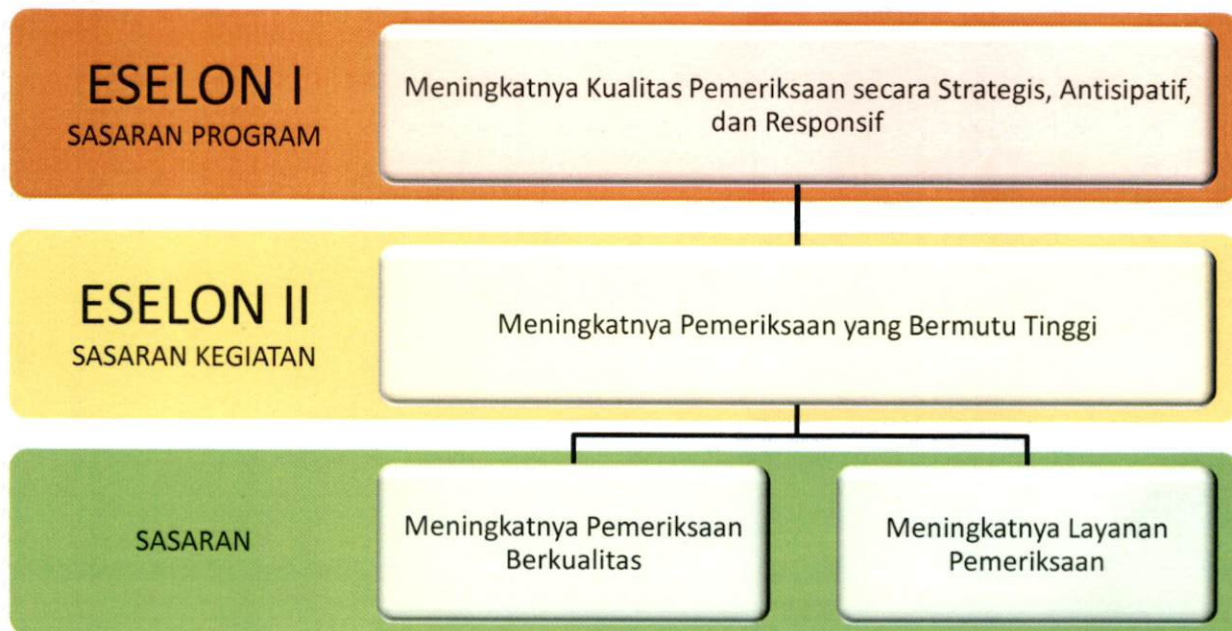 ESELON I
SASARAN PROGRAM
Meningkatnya Kualitas Pemeriksaan secara Strategis, Antisipatif,
dan Responsif
ESELON II
SASARAN KEGIATAN
Meningkatnya Pemeriksaan yang Bermutu Tinggi
SASARAN
Meningkatnya Pemeriksaan
Berkualitas
Meningkatnya Layanan
Pemeriksaan